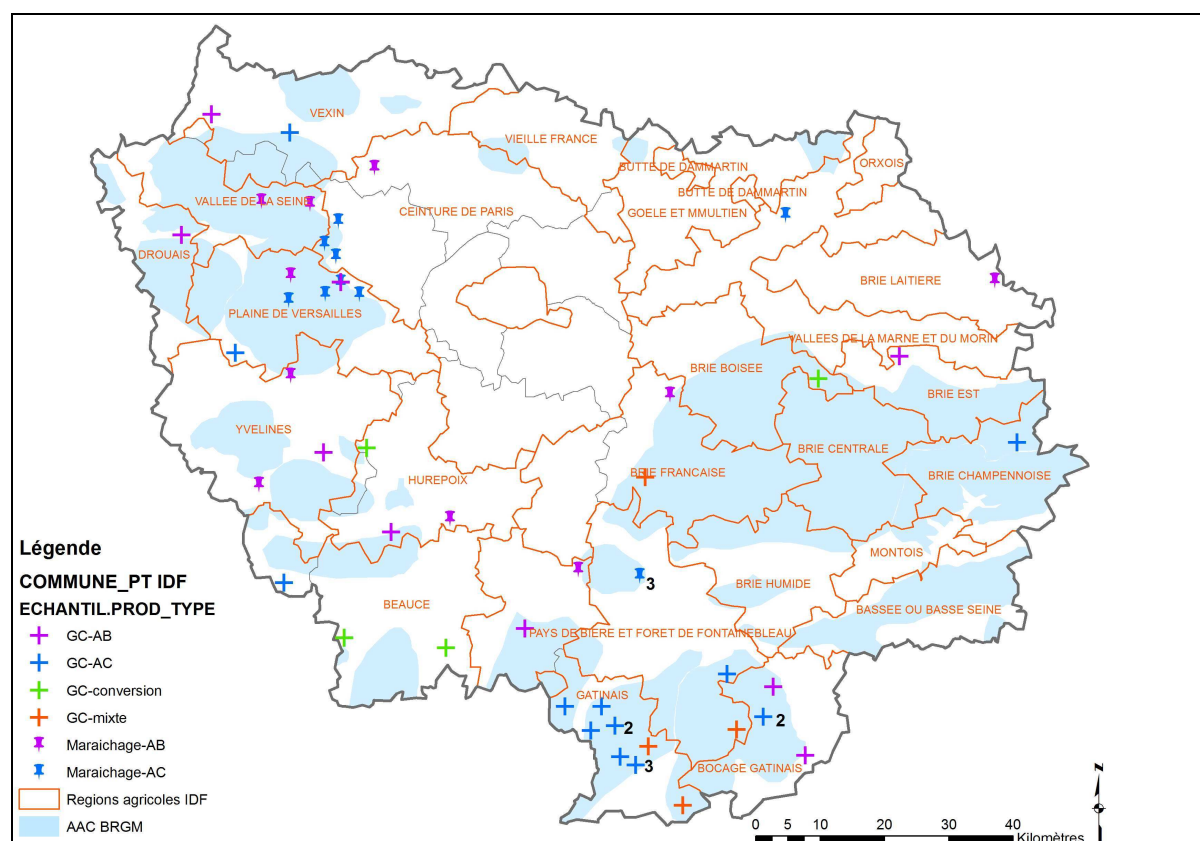 VEXIN
VIEILLE FRANCE
BUTTE DE DAMMARTIN
ORXOIS
BUTTE DE DAMMARTIN
VALLEE DE LA SEINE
CEINTURE DE PARIS
GOELE ET MMULTIEN
DROUAIS
BRIE LAITIERE
PLAINE DE VERSAILLES
VALLEES DE LA MARNE ET DU MORIN
BRIE BOISEE
BRIE EST
YVELINES
BRIE CENTRALE
BRIE FRANCAISE
BRIE CHAMPENNOISE
HUREPOIX
MONTOIS
3
BRIE HUMIDE
BEAUCE
BASSEE OU BASSE SEINE
PAYS DE BIERE ET FORET DE FONTAINEBLEAU
GATINAIS
2
2
3
BOCAGE GATINAIS
Légende
COMMUNE_PT IDF
ECHANTIL.PROD_TYPE
GC-AB
GC-AC
GC-conversion
GC-mixte
Maraichage-AB
Maraichage-AC
Regions agricoles IDF
AAC BRGM
N
0 5 10 20 30 40
Kilomètres